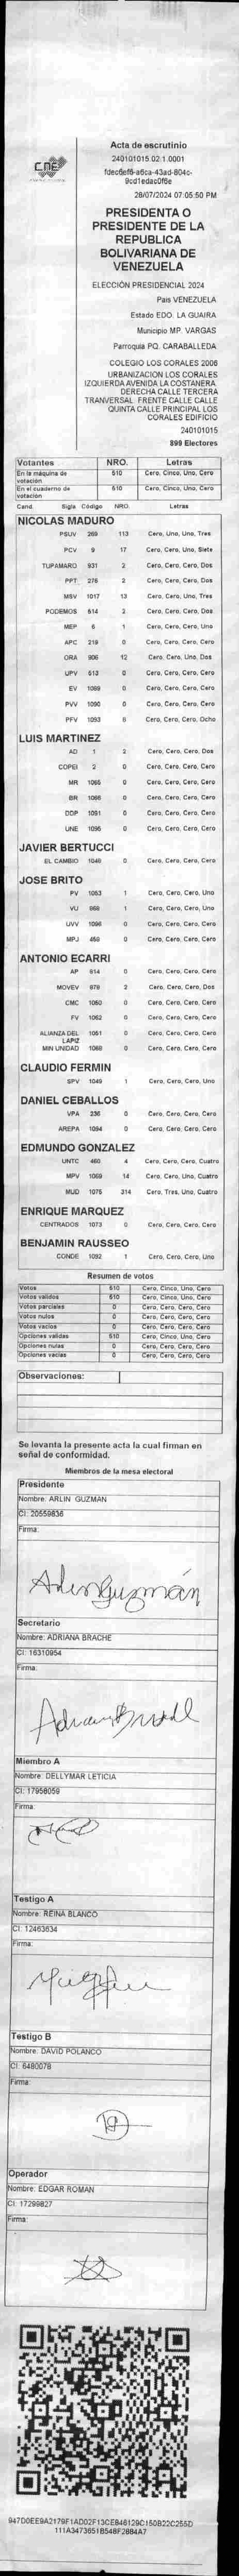 CNE
Acta de escrutinio
240101015.02.1.0001
fdec6ef6-a6ca-43ad-804c-
9cd1edac0f6e
28/07/2024 07:05:50 PM
PRESIDENTA O
PRESIDENTE DE LA
REPUBLICA
BOLIVARIANA DE
VENEZUELA
ELECCIÓN PRESIDENCIAL 2024
Pais VENEZUELA
Estado EDO. LA GUAIRA
Municipio MP. VARGAS
Parroquia PQ. CARABALLEDA
COLEGIO LOS CORALES 2006
URBANIZACION LOS CORALES
IZQUIERDA AVENIDA LA COSTANERA.
DERECHA CALLE TERCERA
TRANVERSAL. FRENTE CALLE CALLE
QUINTA CALLE PRINCIPAL LOS
CORALES EDIFICIO
240101015
899 Electores
Votantes NRO. Letras
En la máquina de votación 510 Cero, Cinco, Uno, Cero
En el cuaderno de votación 510 Cero, Cinco, Uno, Cero
Cand. Sigla Código NRO. Letras
NICOLAS MADURO
PSUV 269 113 Cero, Uno, Uno, Tres
PCV 9 17 Cero, Cero, Uno, Siete
TUPAMARO 931 2 Cero, Cero, Cero, Dos
PPT 276 2 Cero, Cero, Cero, Dos
MSV 1017 13 Cero, Cero, Uno, Tres
PODEMOS 614 2 Cero, Cero, Cero, Dos
MEP 6 1 Cero, Cero, Cero, Uno
APC 219 0 Cero, Cero, Cero, Cero
ORA 906 12 Cero, Cero, Uno, Dos
UPV 513 0 Cero, Cero, Cero, Cero
EV 1089 0 Cero, Cero, Cero, Cero
PVV 1090 0 Cero, Cero, Cero, Cero
PFV 1093 8 Cero, Cero, Cero, Ocho
LUIS MARTINEZ
AD 1 2 Cero, Cero, Cero, Dos
COPEI 2 0 Cero, Cero, Cero, Cero
MR 1065 0 Cero, Cero, Cero, Cero
BR 1086 0 Cero, Cero, Cero, Cero
DDP 1091 0 Cero, Cero, Cero, Cero
UNE 1095 0 Cero, Cero, Cero, Cero
JAVIER BERTUCCI
EL CAMBIO 1046 0 Cero, Cero, Cero, Cero
JOSE BRITO
PV 1053 1 Cero, Cero, Cero, Uno
VU 968 1 Cero, Cero, Cero, Uno
UVV 1096 0 Cero, Cero, Cero, Cero
MPJ 458 0 Cero, Cero, Cero, Cero
ANTONIO ECARRI
AP 814 0 Cero, Cero, Cero, Cero
MOVEV 979 2 Cero, Cero, Cero, Dos
CMC 1050 0 Cero, Cero, Cero, Cero
FV 1052 0 Cero, Cero, Cero, Cero
ALIANZA DEL LAPIZ 1051 0 Cero, Cero, Cero, Cero
MIN UNIDAD 1088 0 Cero, Cero, Cero, Cero
CLAUDIO FERMIN
SPV 1049 1 Cero, Cero, Cero, Uno
DANIEL CEBALLOS
VPA 236 0 Cero, Cero, Cero, Cero
AREPA 1084 0 Cero, Cero, Cero, Cero
EDMUNDO GONZALEZ
UNTC 460 4 Cero, Cero, Cero, Cuatro
MPV 1069 14 Cero, Cero, Uno, Cuatro
MUD 1075 314 Cero, Tres, Uno, Cuatro
ENRIQUE MARQUEZ
CENTRADOS 1073 0 Cero, Cero, Cero, Cero
BENJAMIN RAUSSEO
CONDE 1092 1 Cero, Cero, Cero, Uno
Resumen de votos
Votos 510 Cero, Cinco, Uno, Cero
Votos validos 510 Cero, Cinco, Uno, Cero
Votos parciales 0 Cero, Cero, Cero, Cero
Votos nulos 0 Cero, Cero, Cero, Cero
Votos vacios 0 Cero, Cero, Cero, Cero
Opciones validas 510 Cero, Cinco, Uno, Cero
Opciones nulas 0 Cero, Cero, Cero, Cero
Opciones vacias 0 Cero, Cero, Cero, Cero
Observaciones:
Se levanta la presente acta la cual firman en
señal de conformidad.
Miembros de la mesa electoral
Presidente
Nombre: ARLIN GUZMAN
CI: 20559836
Firma:
Secretario
Nombre: ADRIANA BRACHE
CI: 16310954
Firma:
Miembro A
Nombre: DELLYMAR LETICIA
CI: 17958059
Firma:
Testigo A
Nombre: REINA BLANCO
CI: 12463634
Firma:
Testigo B
Nombre: DAVID POLANCO
CI: 6480078
Firma:
Operador
Nombre: EDGAR ROMAN
CI: 17299827
Firma:
947D0EE9A2179F1AD02F13CE846129C150B22C255D
111A3473651B548F2884A7